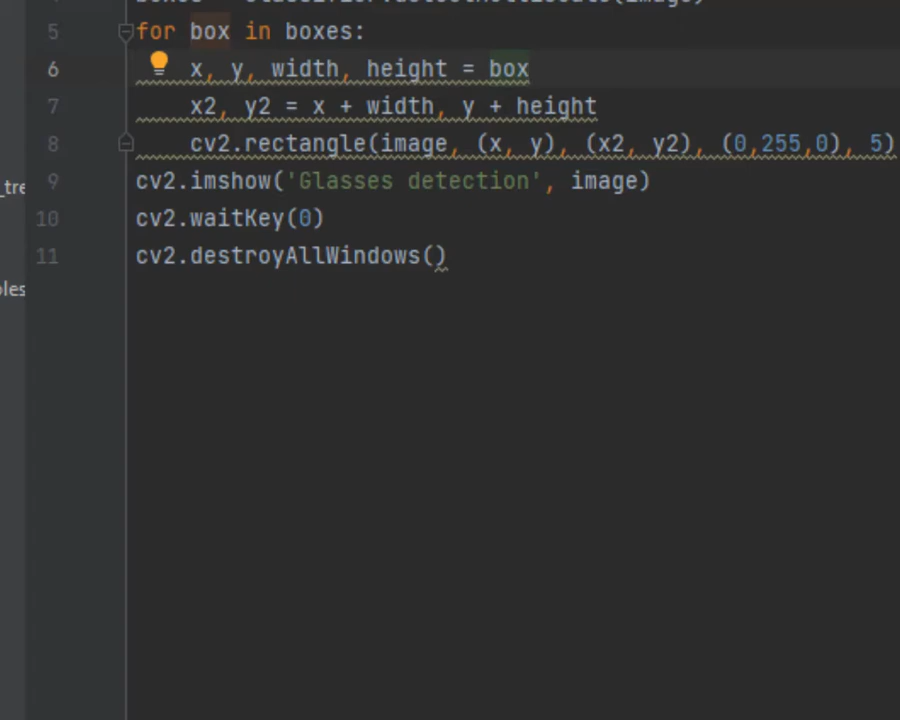 for box in boxes:
x, y, width, height = box
x2, y2 = x + width, y + height
cv2.rectangle(image, (x, y), (x2, y2), (0,255,0), 5)
cv2.imshow('Glasses detection', image)
cv2.waitKey(0)
cv2.destroyAllWindows()
5
6
7
8
9
10
11